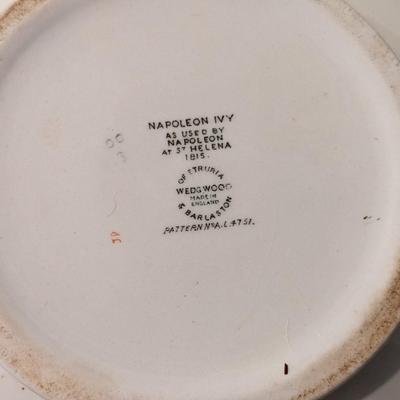 NAPOLEON IVY
AS USED BY
NAPOLEON
AT ST HELENA
1815.
OF ETRURIA
WEDGWOOD
MADE IN
ENGLAND
& BARLASTON
PATTERN No A.L.4751.